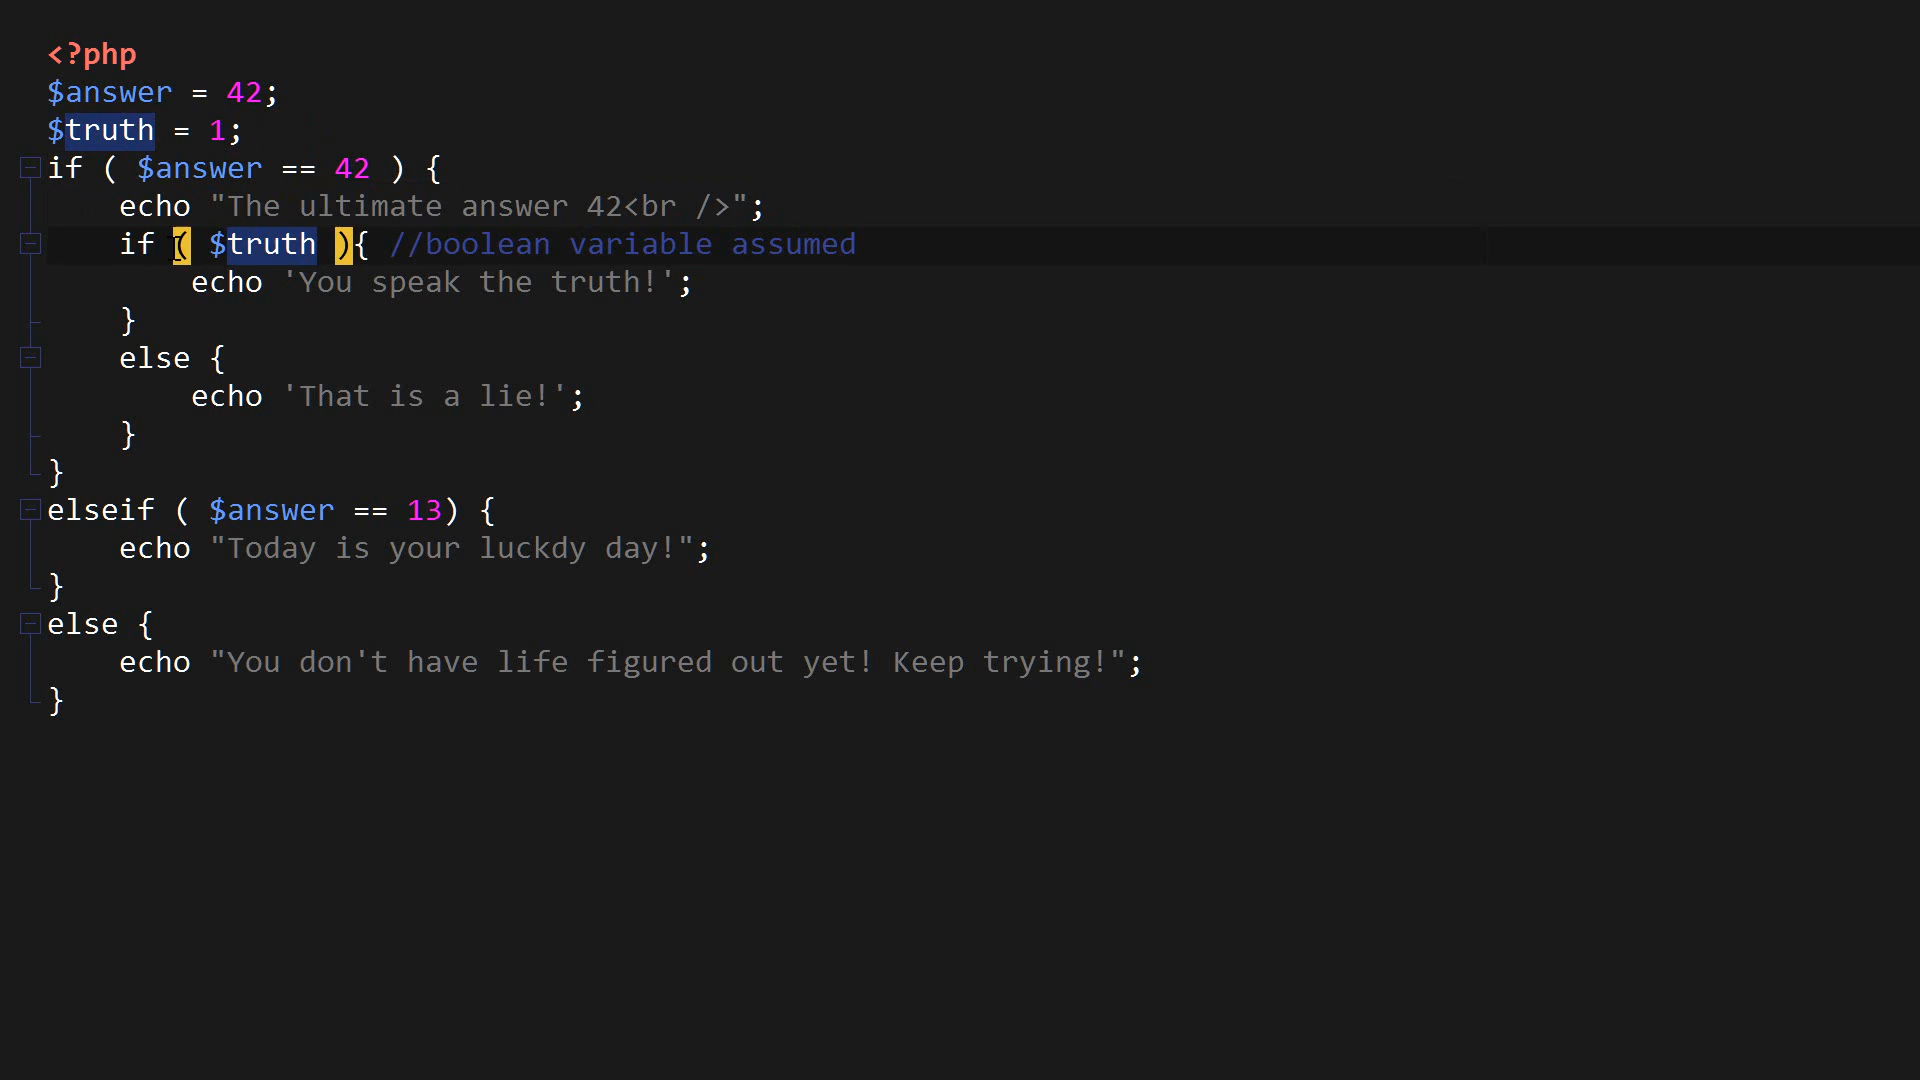 <?php
$answer = 42;
$truth = 1;
if ( $answer == 42 ) {
    echo "The ultimate answer 42<br />";
    if ( $truth ){ //boolean variable assumed
        echo 'You speak the truth!';
    }
    else {
        echo 'That is a lie!';
    }
}
elseif ( $answer == 13) {
    echo "Today is your luckdy day!";
}
else {
    echo "You don't have life figured out yet! Keep trying!";
}